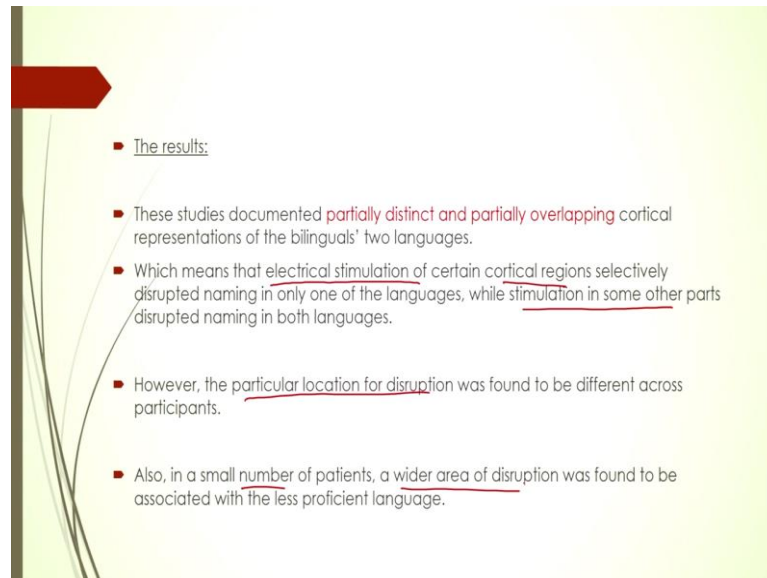 The results:
These studies documented partially distinct and partially overlapping cortical
representations of the bilinguals' two languages.
Which means that electrical stimulation of certain cortical regions selectively
disrupted naming in only one of the languages, while stimulation in some other parts
disrupted naming in both languages.
However, the particular location for disruption was found to be different across
participants.
Also, in a small number of patients, a wider area of disruption was found to be
associated with the less proficient language.